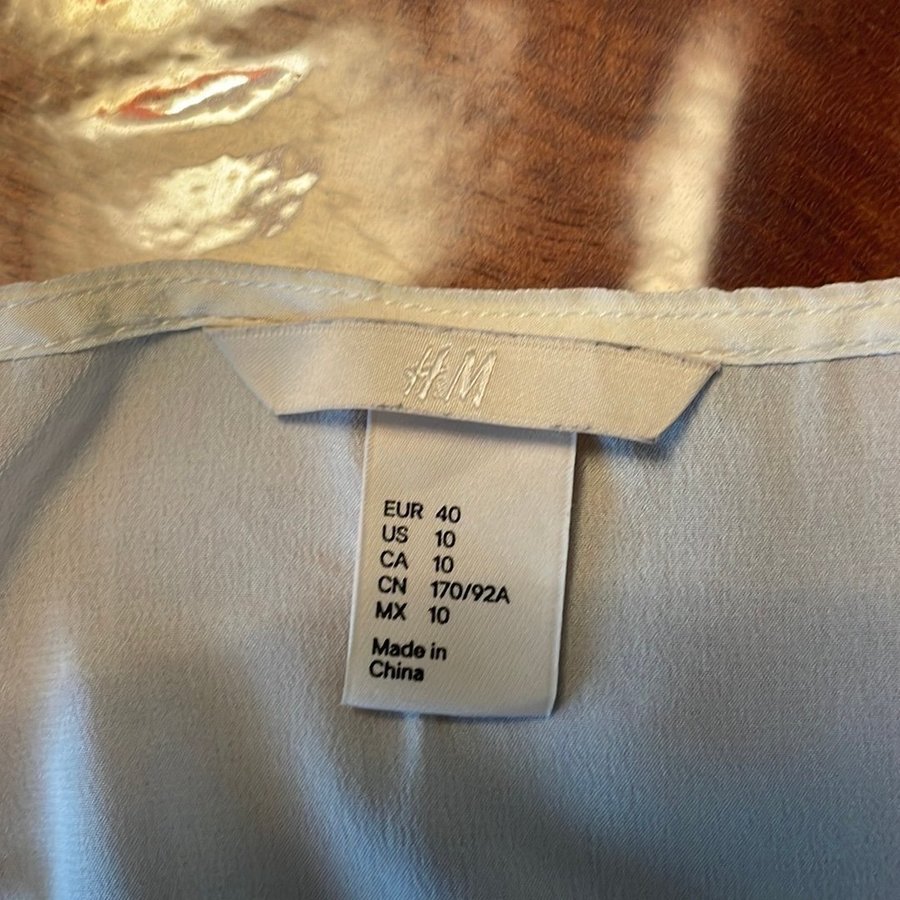 H&M
EUR 40
US 10
CA 10
CN 170/92A
MX 10
Made in
China